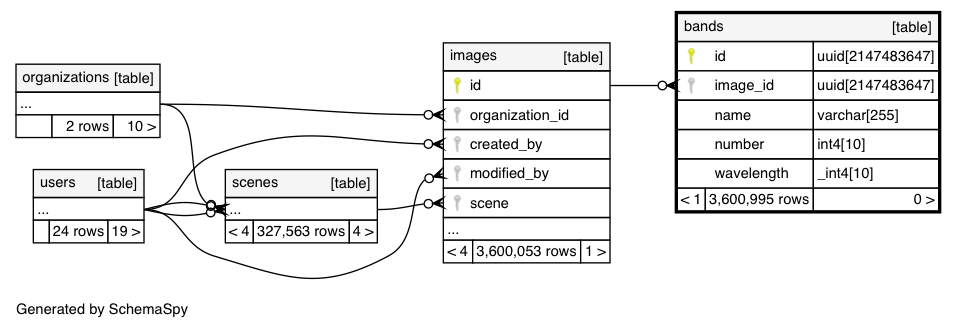 organizations [table]
...
2 rows 10 >
users [table]
...
24 rows 19 >
scenes [table]
...
< 4 327,563 rows 4 >
images [table]
id
organization_id
created_by
modified_by
scene
...
< 4 3,600,053 rows 1 >
bands [table]
id uuid[2147483647]
image_id uuid[2147483647]
name varchar[255]
number int4[10]
wavelength _int4[10]
< 1 3,600,995 rows 0 >
Generated by SchemaSpy